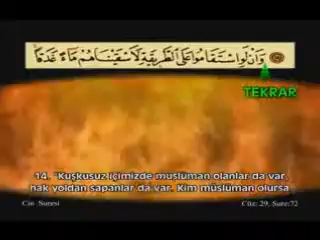 وَاَنْ لَوِ اسْتَقَامُوا عَلَى الطَّرِيقَةِ لَاَسْقَيْنَاهُمْ مَٓاءً غَدَقًاۙ
TEKRAR
14. "Kuşkusuz içimizde müslüman olanlar da var,
hak yoldan sapanlar da var. Kim müslüman olursa
Cin Suresi Cüz: 29, Sure:72